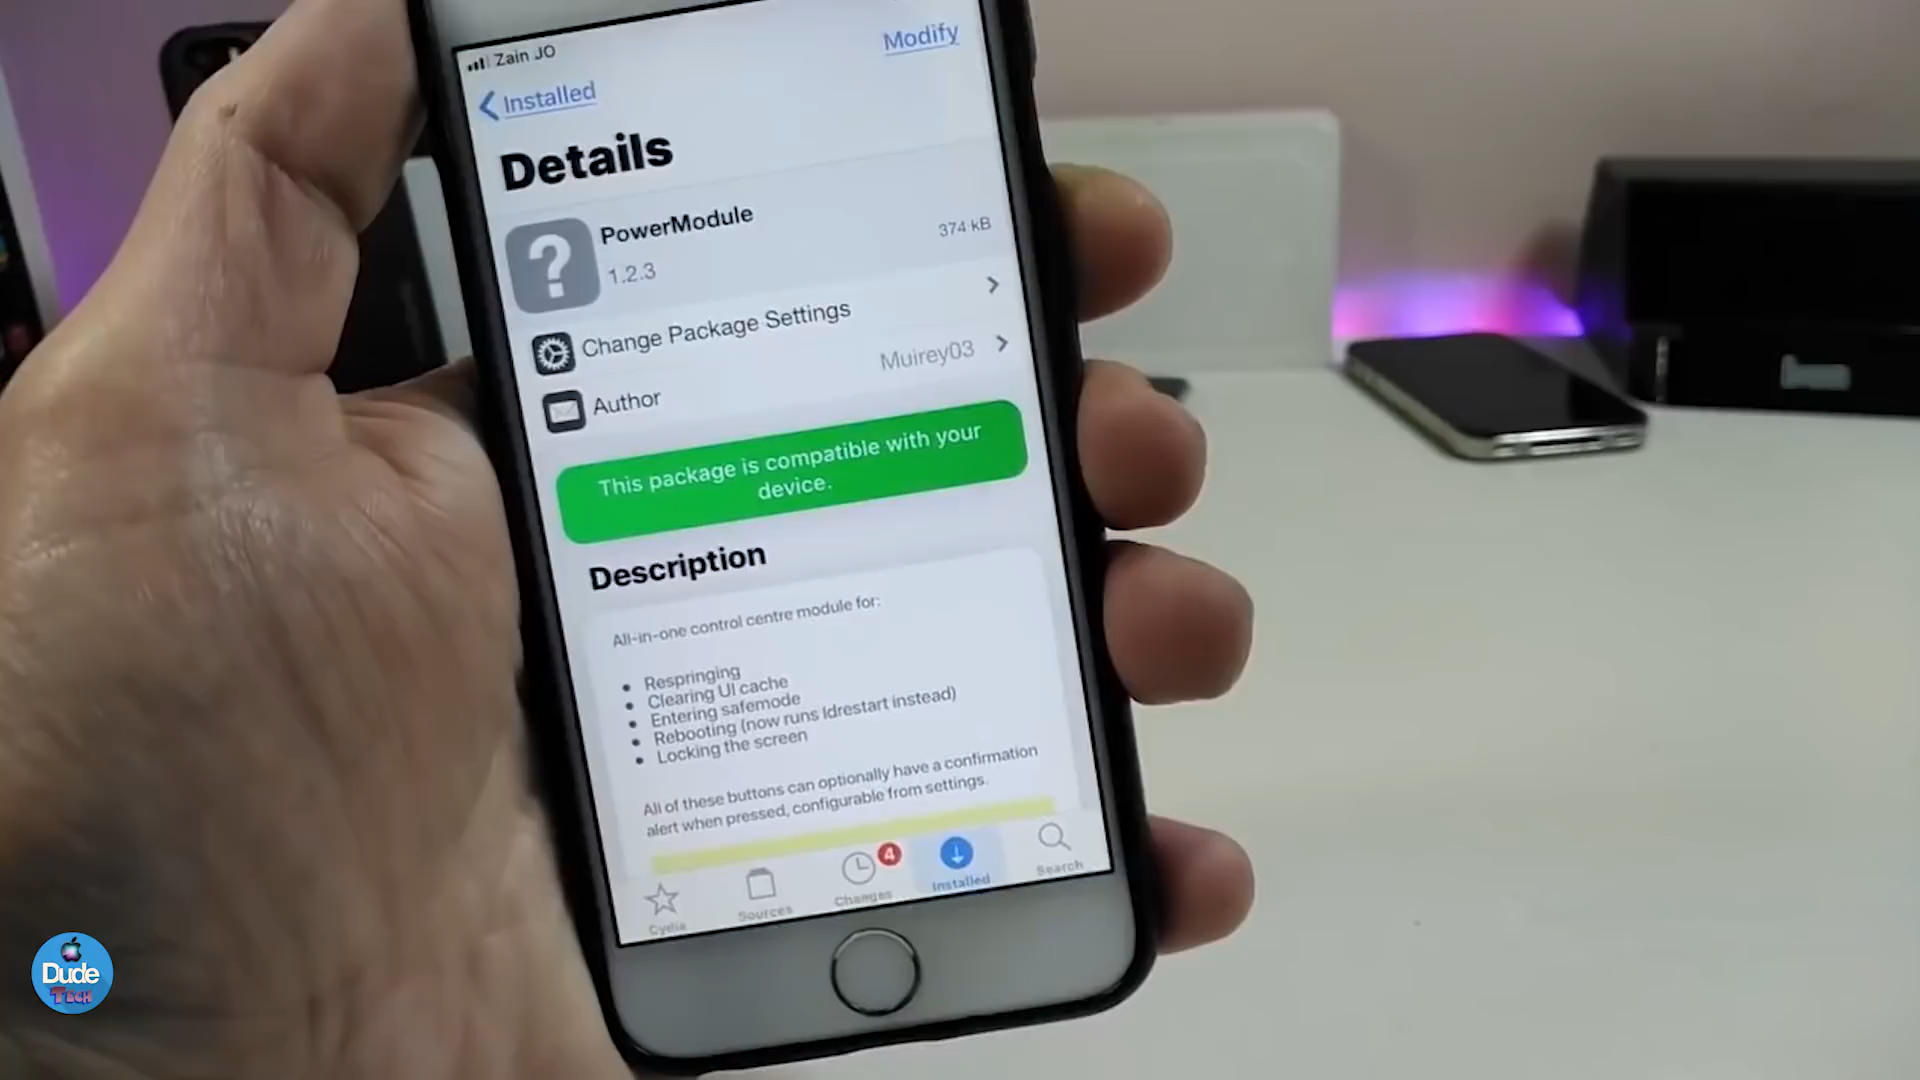 Zain JO
Modify
Installed
Details
PowerModule
374 kB
1.2.3
Change Package Settings
Muirey03
Author
This package is compatible with your
device.
Description
All-in-one control centre module for:
• Respringing
• Clearing UI cache
• Entering safemode
• Rebooting (now runs ldrestart instead)
• Locking the screen
All of these buttons can optionally have a confirmation
alert when pressed, configurable from settings.
4
Cydia
Sources
Changes
Installed
Search
Dude
TECH